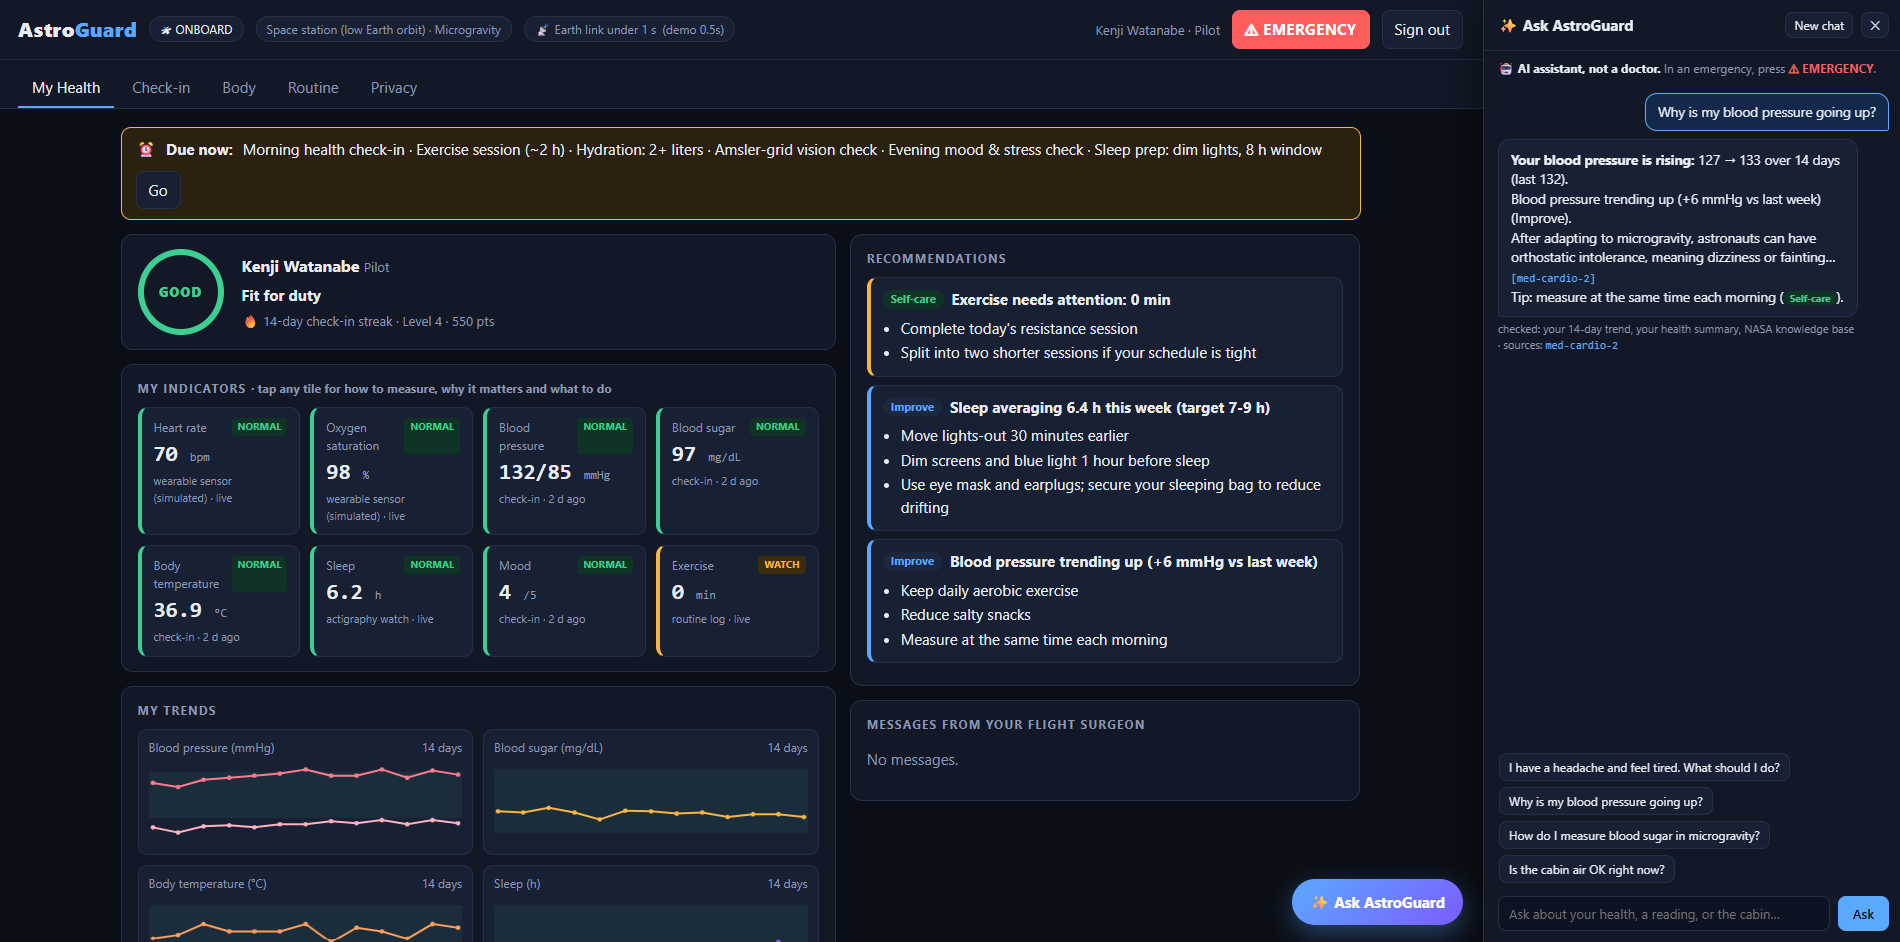 AstroGuard
ONBOARD
Space station (low Earth orbit) · Microgravity
Earth link under 1 s (demo 0.5s)
Kenji Watanabe · Pilot
EMERGENCY
Sign out
My Health
Check-in
Body
Routine
Privacy
Due now: Morning health check-in · Exercise session (~2 h) · Hydration: 2+ liters · Amsler-grid vision check · Evening mood & stress check · Sleep prep: dim lights, 8 h window
Go
GOOD
Kenji Watanabe Pilot
Fit for duty
14-day check-in streak · Level 4 · 550 pts
MY INDICATORS · tap any tile for how to measure, why it matters and what to do
Heart rate
NORMAL
70 bpm
wearable sensor
(simulated) · live
Oxygen
saturation
NORMAL
98 %
wearable sensor
(simulated) · live
Blood
pressure
NORMAL
132/85 mmHg
check-in · 2 d ago
Blood sugar
NORMAL
97 mg/dL
check-in · 2 d ago
Body
temperature
NORMAL
36.9 °C
check-in · 2 d ago
Sleep
NORMAL
6.2 h
actigraphy watch · live
Mood
NORMAL
4 /5
check-in · 2 d ago
Exercise
WATCH
0 min
routine log · live
MY TRENDS
Blood pressure (mmHg)
14 days
Blood sugar (mg/dL)
14 days
Body temperature (°C)
14 days
Sleep (h)
14 days
RECOMMENDATIONS
Self-care Exercise needs attention: 0 min
• Complete today's resistance session
• Split into two shorter sessions if your schedule is tight
Improve Sleep averaging 6.4 h this week (target 7-9 h)
• Move lights-out 30 minutes earlier
• Dim screens and blue light 1 hour before sleep
• Use eye mask and earplugs; secure your sleeping bag to reduce
drifting
Improve Blood pressure trending up (+6 mmHg vs last week)
• Keep daily aerobic exercise
• Reduce salty snacks
• Measure at the same time each morning
MESSAGES FROM YOUR FLIGHT SURGEON
No messages.
Ask AstroGuard
Ask AstroGuard
New chat
✕
AI assistant, not a doctor. In an emergency, press EMERGENCY.
Why is my blood pressure going up?
Your blood pressure is rising: 127 → 133 over 14 days
(last 132).
Blood pressure trending up (+6 mmHg vs last week)
(Improve).
After adapting to microgravity, astronauts can have
orthostatic intolerance, meaning dizziness or fainting...
[med-cardio-2]
Tip: measure at the same time each morning ( Self-care ).
checked: your 14-day trend, your health summary, NASA knowledge base
· sources: med-cardio-2
I have a headache and feel tired. What should I do?
Why is my blood pressure going up?
How do I measure blood sugar in microgravity?
Is the cabin air OK right now?
Ask about your health, a reading, or the cabin...
Ask